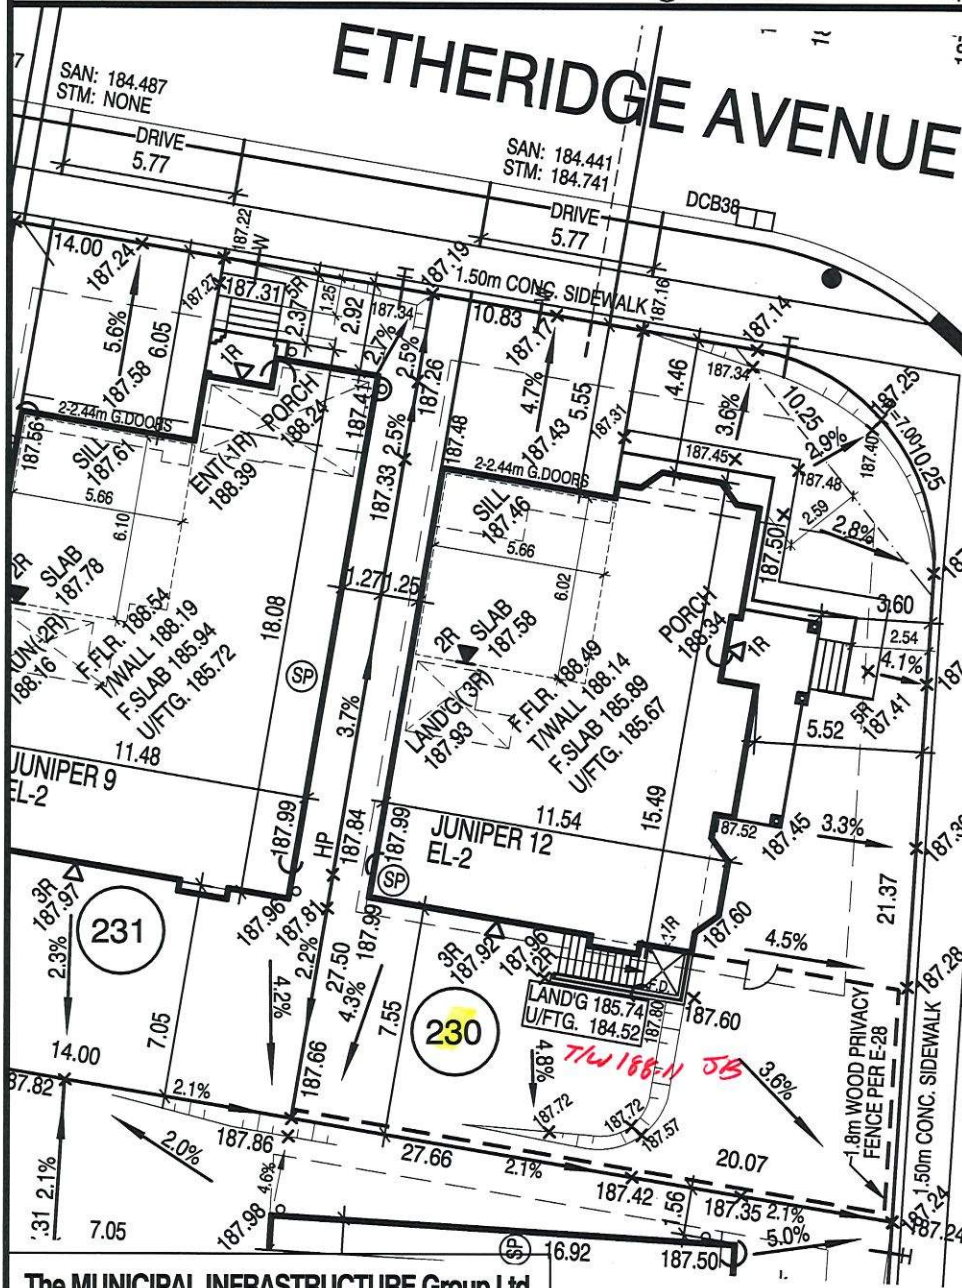 ETHERIDGE AVENUE
SAN: 184.487
STM: NONE
DRIVE
5.77
SAN: 184.441
STM: 184.741
DRIVE
5.77
DCB38
1.50m CONC. SIDEWALK
14.00
187.24
187.22
W
187.27
187.31
5R
1.25
2.92
187.34
187.19
10.83
187.17
187.16
187.14
5.6%
6.05
187.58
2.7%
2.5%
187.26
4.7%
5.55
4.46
187.34
3.6%
10.25
187.25
2.9%
187.40
10.25
2-2.44m G.DOORS
1R
PORCH
188.24
ENT(-1R)
188.39
187.41
187.56
SILL
187.61
5.66
6.10
2.5%
187.33
187.48
187.43
187.31
2-2.44m G.DOORS
SILL
187.46
5.66
6.02
187.45
187.48
2.59
187.50
2.8%
2R
SLAB
187.78
188.16
F.FLR. 188.54
T/WALL 188.19
F.SLAB 185.94
U/FTG. 185.72
18.08
1.27
1.25
SP
3.7%
2R
SLAB
187.58
LANDG(3R)
187.93
F.FLR. 188.49
T/WALL 188.14
F.SLAB 185.89
U/FTG. 185.67
PORCH
188.34
1R
3.60
2.54
4.1%
5R
187.41
5.52
11.48
JUNIPER 9
EL-2
187.99
HP
187.84
187.99
SP
11.54
JUNIPER 12
EL-2
15.49
187.52
187.45
3.3%
21.37
3R
187.97
231
2.3%
187.96
187.81
2.2%
27.50
187.99
4.2%
4.3%
7.55
3R
187.92
187.96
12R
1R
F.D.
187.60
4.5%
187.28
230
LAND'G 185.74
U/FTG. 184.52
187.80
187.60
T/W 188.11 JB
4.8%
3.6%
1.8m WOOD PRIVACY
FENCE PER E-28
1.50m CONC. SIDEWALK
14.00
7.05
187.66
2.1%
187.86
2.0%
187.72
187.72
187.57
27.66
2.1%
20.07
187.42
187.35
2.1%
187.24
187.24
2.1%
7.05
4.6%
187.98
1.56
SP
16.92
187.50
5.0%
The MUNICIPAL INFRASTRUCTURE Group Ltd